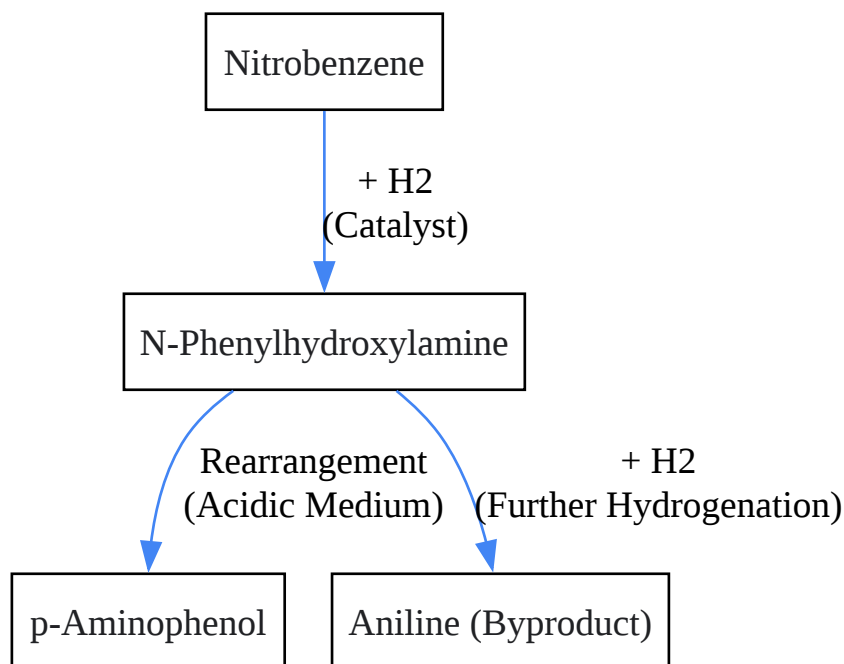 Nitrobenzene
+ H2
(Catalyst)
N-Phenylhydroxylamine
Rearrangement
(Acidic Medium)
+ H2
(Further Hydrogenation)
p-Aminophenol
Aniline (Byproduct)